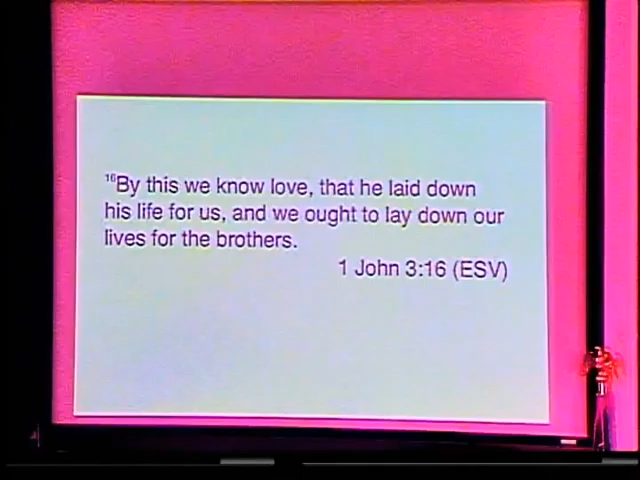 ¹⁶By this we know love, that he laid down
his life for us, and we ought to lay down our
lives for the brothers.
1 John 3:16 (ESV)